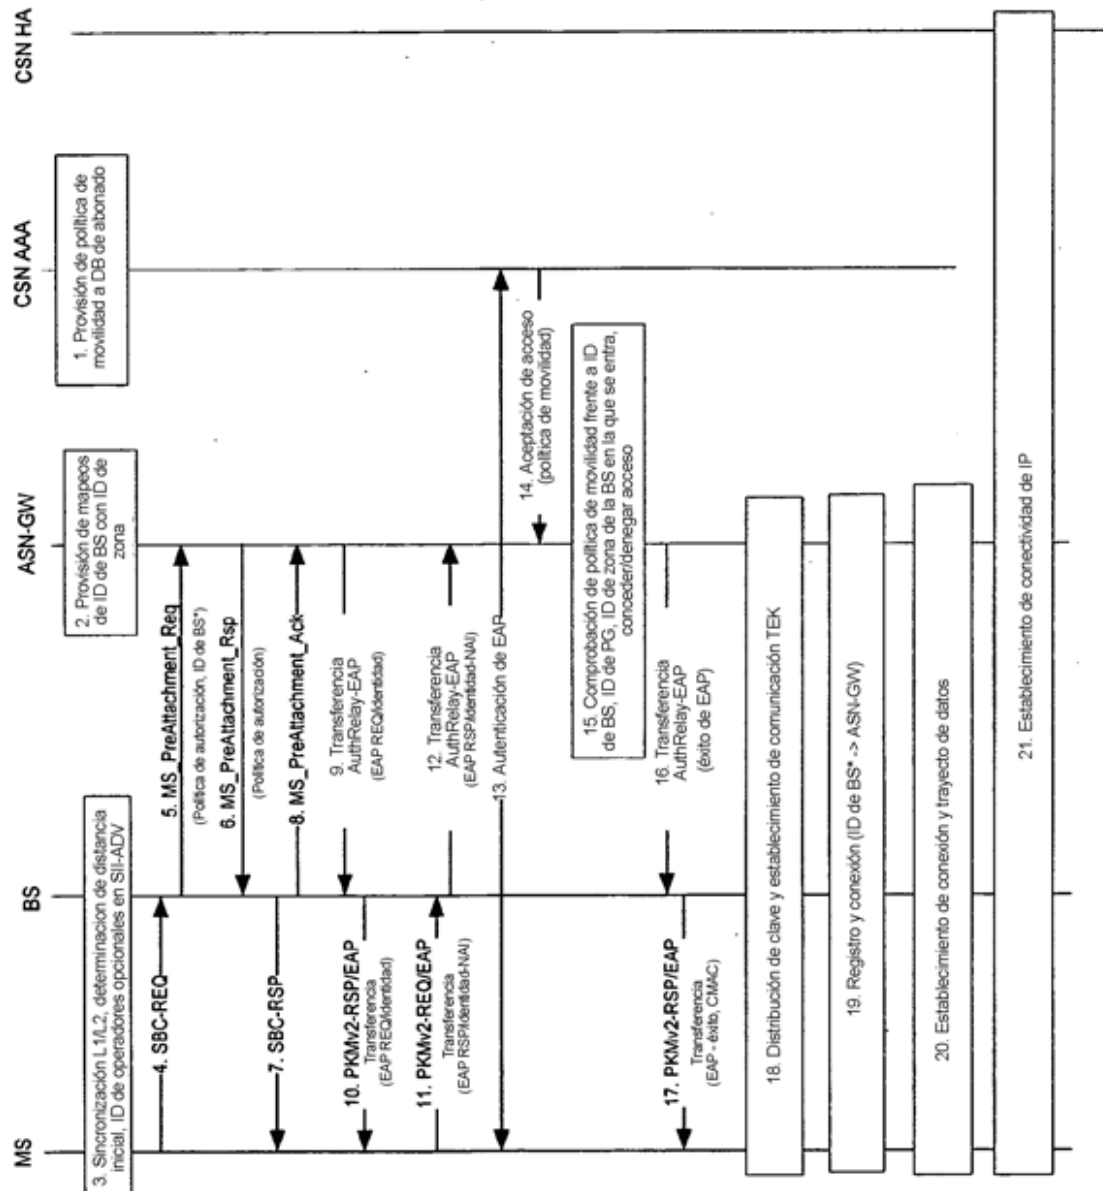 MS
BS
ASN-GW
CSN AAA
CSN HA
1. Provisión de política de
movilidad a DB de abonado
2. Provisión de mapeos
de ID de BS con ID de
zona
3. Sincronización L1/L2, determinacion de distancia
inicial, ID de operadores opcionales en SII-ADV
4. SBC-REQ
5. MS_PreAttachment_Req
(Política de autorización, ID de BS*)
6. MS_PreAttachment_Rsp
(Política de autorización)
7. SBC-RSP
8. MS_PreAttachment_Ack
9. Transferencia
AuthRelay-EAP
(EAP REQ/identidad)
10. PKMv2-RSP/EAP
Transferencia
(EAP REQ/identidad)
11. PKMv2-REQ/EAP
Transferencia
(EAP RSP/identidad-NAI)
12. Transferencia
AuthRelay-EAP
(EAP RSP/identidad-NAI)
13. Autenticación de EAP
14. Aceptación de acceso
(política de movilidad)
15. Comprobación de política de movilidad frente a ID
de BS, ID de PG, ID de zona de la BS en la que se entra,
conceder/denegar acceso
16. Transferencia
AuthRelay-EAP
(éxito de EAP)
17. PKMv2-RSP/EAP
Transferencia
(EAP - éxito, CMAC)
18. Distribución de clave y establecimiento de comunicación TEK
19. Registro y conexión (ID de BS* -> ASN-GW)
20. Establecimiento de conexión y trayecto de datos
21. Establecimiento de conectividad de IP